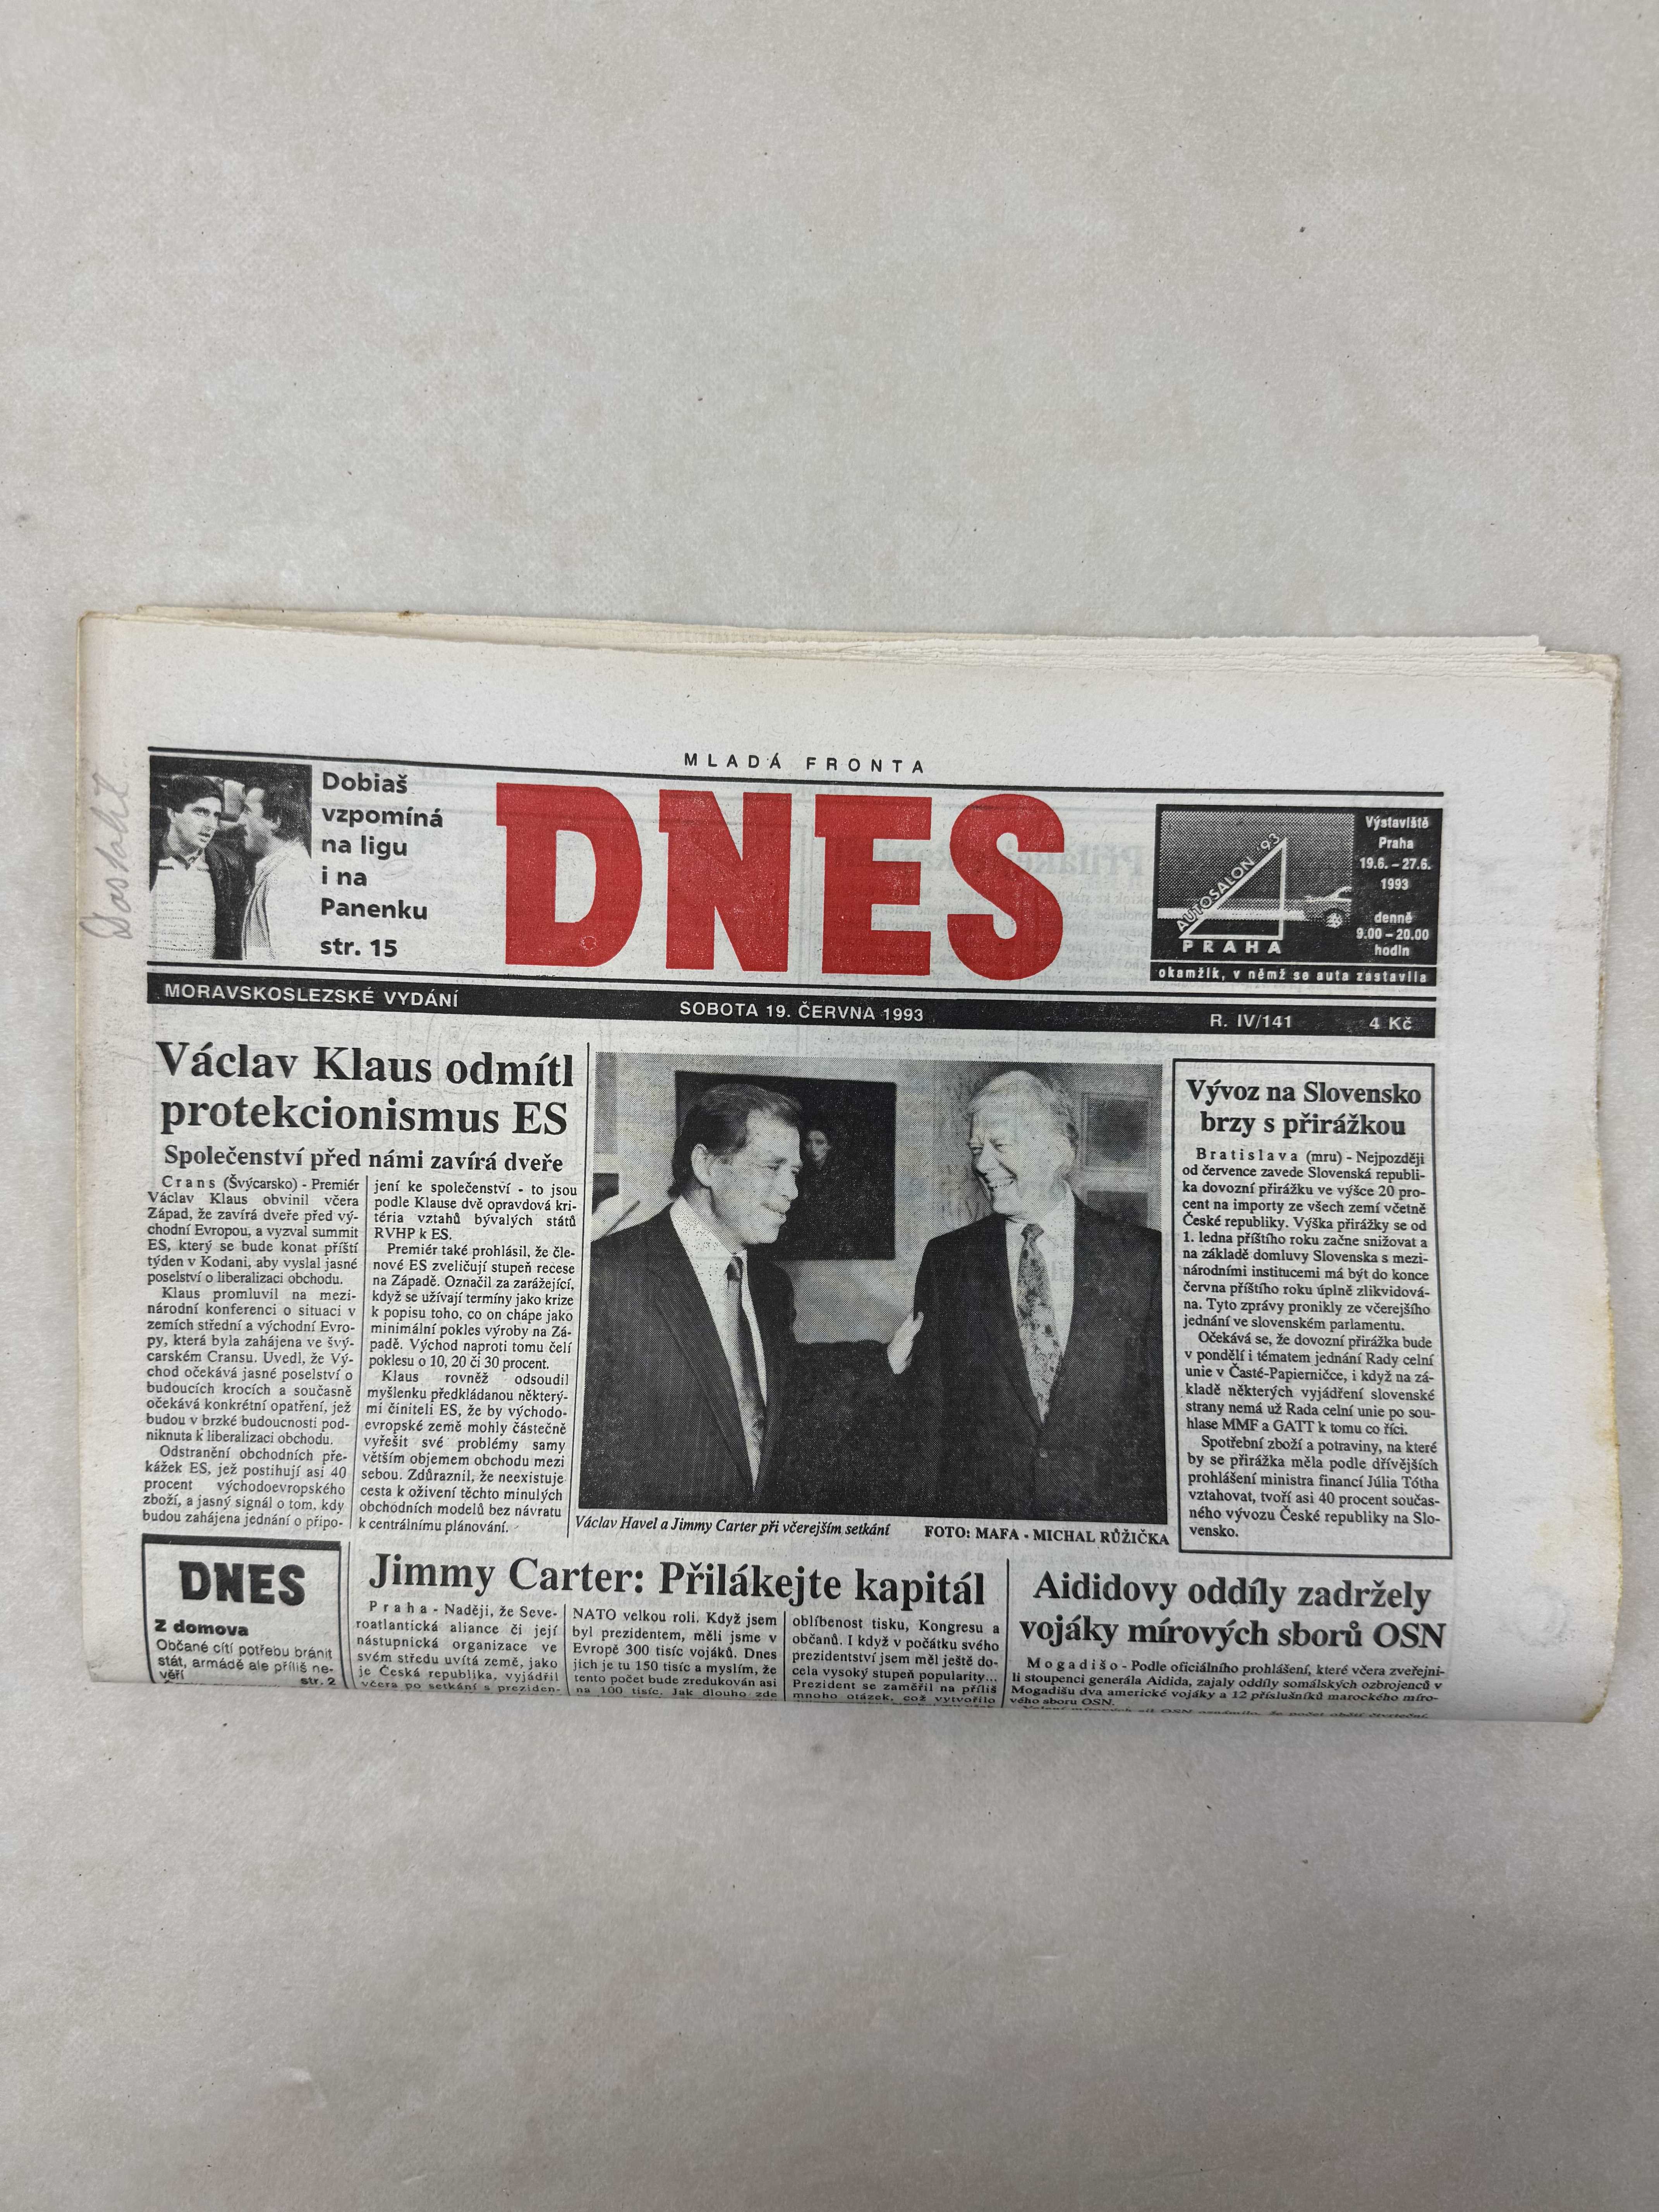 MLADÁ FRONTA
Dobiaš
vzpomíná
na ligu
i na
Panenku
str. 15
DNES
AUTOSALON '93
PRAHA
Výstaviště
Praha
19.6. – 27.6.
1993
denně
9.00 – 20.00
hodin
okamžik, v němž se auta zastavila
MORAVSKOSLEZSKÉ VYDÁNÍ
SOBOTA 19. ČERVNA 1993
R. IV/141
4 Kč
Václav Klaus odmítl
protekcionismus ES
Společenství před námi zavírá dveře
Crans (Švýcarsko) - Premiér
Václav Klaus obvinil včera
Západ, že zavírá dveře před vý-
chodní Evropou, a vyzval summit
ES, který se bude konat příští
týden v Kodani, aby vyslal jasné
poselství o liberalizaci obchodu.
Klaus promluvil na mezi-
národní konferenci o situaci v
zemích střední a východní Evro-
py, která byla zahájena ve švý-
carském Cransu. Uvedl, že Vý-
chod očekává jasné poselství o
budoucích krocích a současně
očekává konkrétní opatření, jež
budou v brzké budoucnosti pod-
niknuta k liberalizaci obchodu.
Odstranění obchodních pře-
kážek ES, jež postihují asi 40
procent východoevropského
zboží, a jasný signál o tom, kdy
budou zahájena jednání o připo-
jení ke společenství - to jsou
podle Klause dvě opravdová kri-
téria vztahů bývalých států
RVHP k ES.
Premiér také prohlásil, že čle-
nové ES zveličují stupeň recese
na Západě. Označil za zarážející,
když se užívají termíny jako krize
k popisu toho, co on chápe jako
minimální pokles výroby na Zá-
padě. Východ naproti tomu čelí
poklesu o 10, 20 či 30 procent.
Klaus rovněž odsoudil
myšlenku předkládanou některý-
mi činiteli ES, že by východo-
evropské země mohly částečně
vyřešit své problémy samy
větším objemem obchodu mezi
sebou. Zdůraznil, že neexistuje
cesta k oživení těchto minulých
obchodních modelů bez návratu
k centrálnímu plánování.
Václav Havel a Jimmy Carter při včerejším setkání
FOTO: MAFA - MICHAL RŮŽIČKA
Vývoz na Slovensko
brzy s přirážkou
Bratislava (mru) - Nejpozději
od července zavede Slovenská republi-
ka dovozní přirážku ve výšce 20 pro-
cent na importy ze všech zemí včetně
České republiky. Výška přirážky se od
1. ledna příštího roku začne snižovat a
na základě domluvy Slovenska s mezi-
národními institucemi má být do konce
června příštího roku úplně zlikvidová-
na. Tyto zprávy pronikly ze včerejšího
jednání ve slovenském parlamentu.
Očekává se, že dovozní přirážka bude
v pondělí i tématem jednání Rady celní
unie v Časté-Papierničce, i když na zá-
kladě některých vyjádření slovenské
strany nemá už Rada celní unie po sou-
hlase MMF a GATT k tomu co říci.
Spotřební zboží a potraviny, na které
by se přirážka měla podle dřívějších
prohlášení ministra financí Júlia Tótha
vztahovat, tvoří asi 40 procent součas-
ného vývozu České republiky na Slo-
vensko.
DNES
Z domova
Občané cítí potřebu bránit
stát, armádě ale příliš ne-
věří
str. 2
Jimmy Carter: Přilákejte kapitál
Praha - Naději, že Seve-
roatlantická aliance či její
nástupnická organizace ve
svém středu uvítá země, jako
je Česká republika, vyjádřil
včera po setkání s preziden-
NATO velkou roli. Když jsem
byl prezidentem, měli jsme v
Evropě 300 tisíc vojáků. Dnes
jich je tu 150 tisíc a myslím, že
tento počet bude zredukován asi
na 100 tisíc. Jak dlouho zde
oblíbenost tisku, Kongresu a
občanů. I když v počátku svého
prezidentství jsem měl ještě do-
cela vysoký stupeň popularity...
Prezident se zaměřil na příliš
mnoho otázek, což vytvořilo
Aididovy oddíly zadržely
vojáky mírových sborů OSN
Mogadišo - Podle oficiálního prohlášení, které včera zveřejni-
li stoupenci generála Aidida, zajaly oddíly somálských ozbrojenců v
Mogadišu dva americké vojáky a 12 příslušníků marockého míro-
vého sboru OSN.